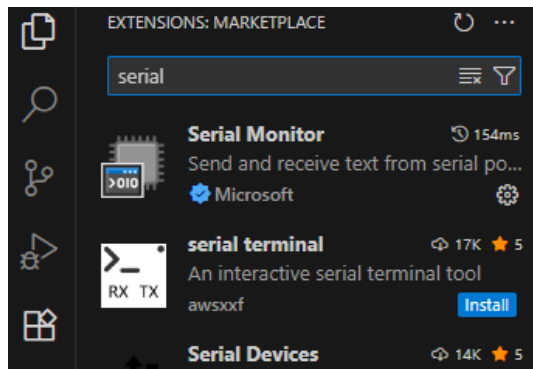 EXTENSIONS: MARKETPLACE
serial
Serial Monitor 154ms
Send and receive text from serial po...
>010
Microsoft
serial terminal 17K 5
An interactive serial terminal tool
>_
RX TX
awsxxf Install
Serial Devices 14K 5